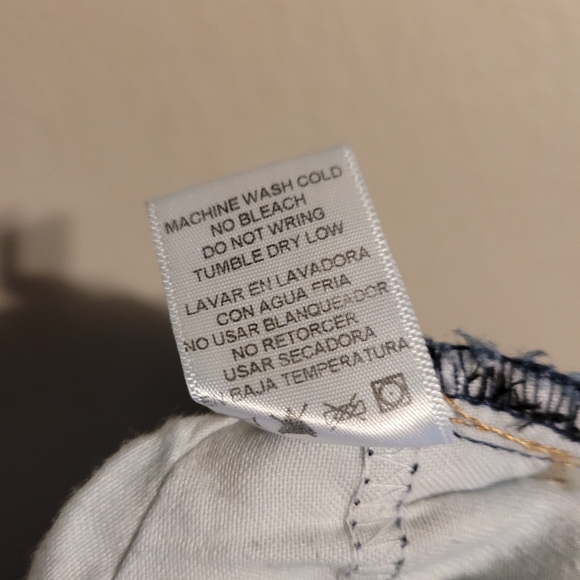 MACHINE WASH COLD
NO BLEACH
DO NOT WRING
TUMBLE DRY LOW
LAVAR EN LAVADORA
CON AGUA FRIA
NO USAR BLANQUEADOR
NO RETORCER
USAR SECADORA
BAJA TEMPERATURA